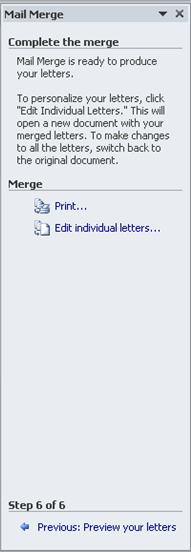 Mail Merge
Complete the merge
Mail Merge is ready to produce
your letters.
To personalize your letters, click
"Edit Individual Letters." This will
open a new document with your
merged letters. To make changes
to all the letters, switch back to
the original document.
Merge
Print...
Edit individual letters...
Step 6 of 6
Previous: Preview your letters